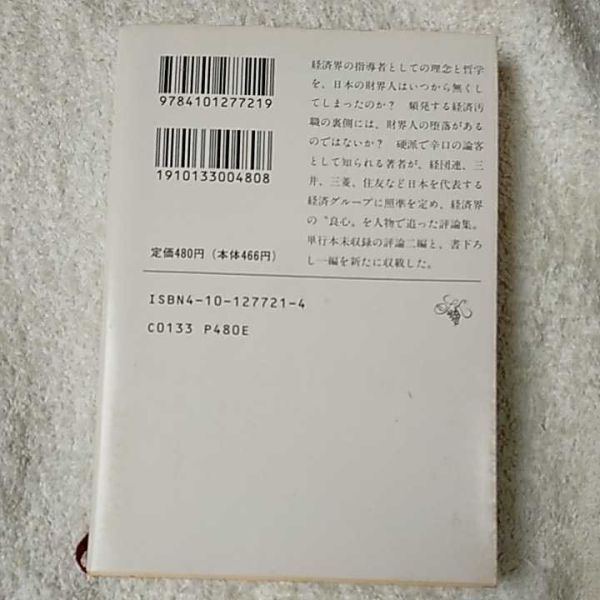 9784101277219
1910133004808
定価480円（本体466円）
経済界の指導者としての理念と哲学
を、日本の財界人はいつから無くし
てしまったのか？　頻発する経済汚
職の裏側には、財界人の堕落がある
のではないか？　硬派で辛口の論客
として知られる著者が、経団連、三
井、三菱、住友など日本を代表する
経済グループに照準を定め、経済界
の〝良心〟を人物で追った評論集。
単行本未収録の評論二編と、書下ろ
し一編を新たに収載した。
ISBN4-10-127721-4
C0133 P480E